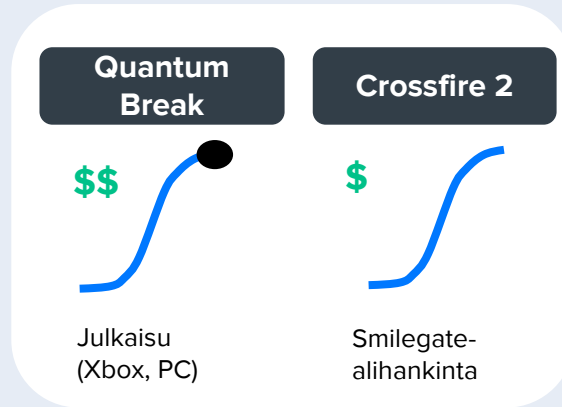 Quantum
Break
$$
Julkaisu
(Xbox, PC)
Crossfire 2
$
Smilegate-
alihankinta